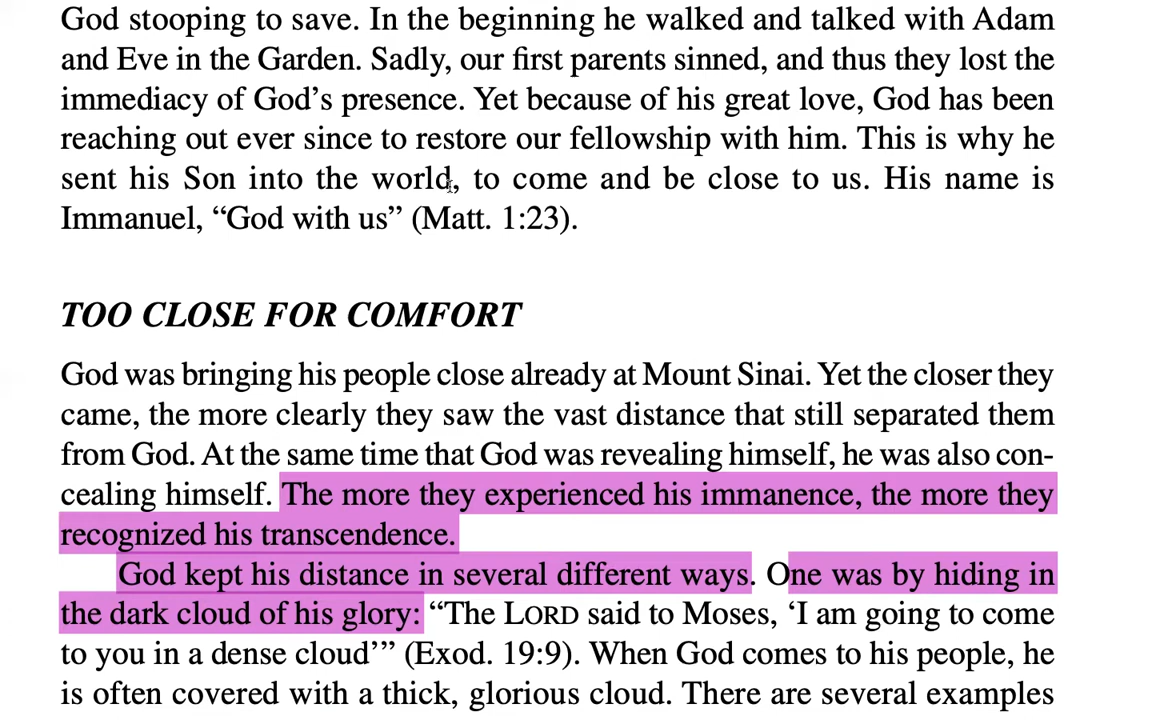 God stooping to save. In the beginning he walked and talked with Adam
and Eve in the Garden. Sadly, our first parents sinned, and thus they lost the
immediacy of God’s presence. Yet because of his great love, God has been
reaching out ever since to restore our fellowship with him. This is why he
sent his Son into the world, to come and be close to us. His name is
Immanuel, “God with us” (Matt. 1:23).
TOO CLOSE FOR COMFORT
God was bringing his people close already at Mount Sinai. Yet the closer they
came, the more clearly they saw the vast distance that still separated them
from God. At the same time that God was revealing himself, he was also con-
cealing himself. The more they experienced his immanence, the more they
recognized his transcendence.
God kept his distance in several different ways. One was by hiding in
the dark cloud of his glory: “The LORD said to Moses, ‘I am going to come
to you in a dense cloud’” (Exod. 19:9). When God comes to his people, he
is often covered with a thick, glorious cloud. There are several examples